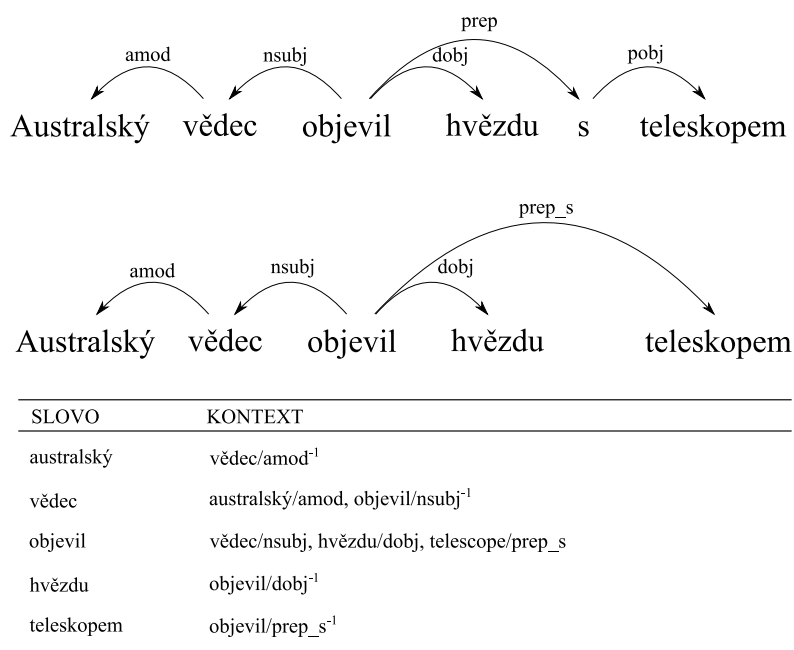 prep
amod nsubj dobj pobj
Australský vědec objevil hvězdu s teleskopem
prep_s
amod nsubj dobj
Australský vědec objevil hvězdu teleskopem
SLOVO KONTEXT
australský vědec/amod-1
vědec australský/amod, objevil/nsubj-1
objevil vědec/nsubj, hvězdu/dobj, telescope/prep_s
hvězdu objevil/dobj-1
teleskopem objevil/prep_s-1